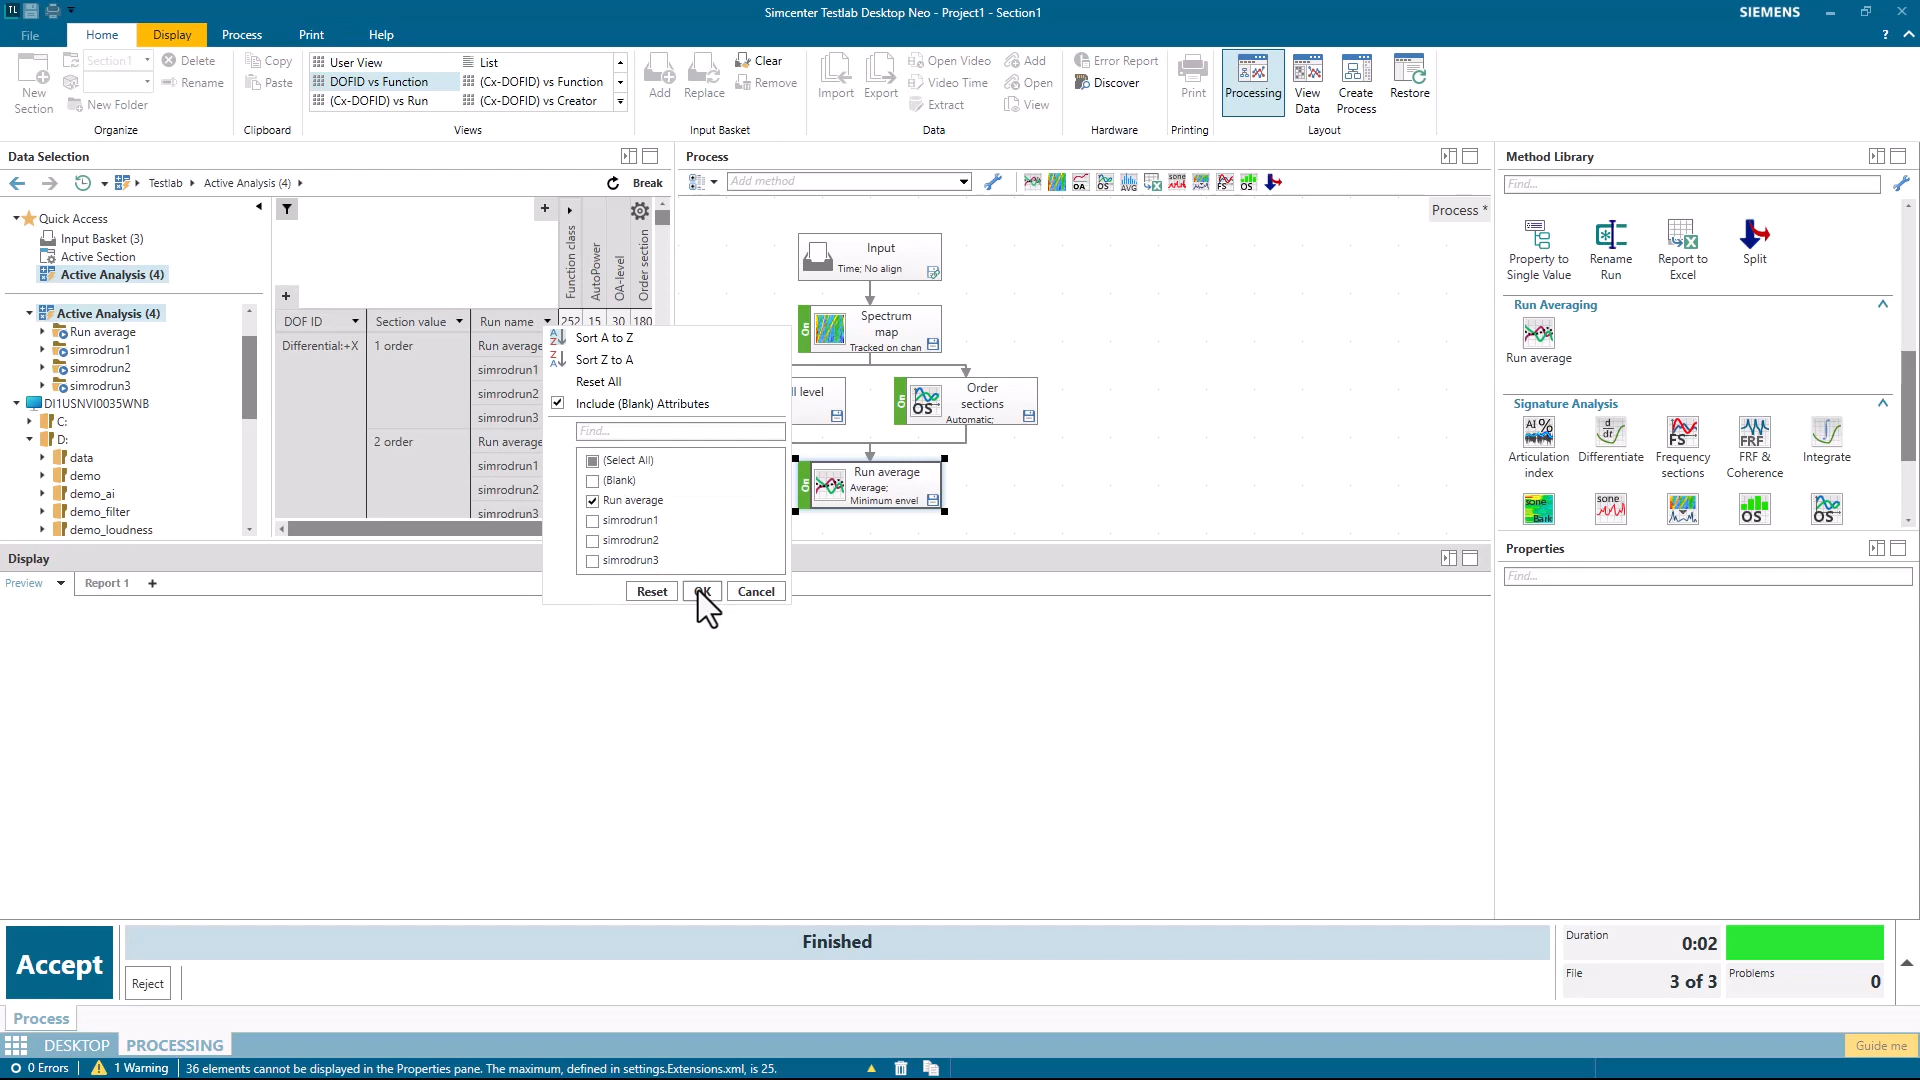 TL
Simcenter Testlab Desktop Neo - Project1 - Section1
SIEMENS
File
Home
Display
Process
Print
Help
?
New Section
Section1
New Folder
Delete
Rename
Organize
Copy
Paste
Clipboard
User View
DOFID vs Function
(Cx-DOFID) vs Run
List
(Cx-DOFID) vs Function
(Cx-DOFID) vs Creator
Views
Add
Replace
Clear
Remove
Input Basket
Import
Export
Open Video
Video Time
Extract
Add
Open
View
Data
Error Report
Discover
Hardware
Print
Printing
Processing
View Data
Create Process
Restore
Layout
Data Selection
Testlab
Active Analysis (4)
Break
Quick Access
Input Basket (3)
Active Section
Active Analysis (4)
Active Analysis (4)
Run average
simrodrun1
simrodrun2
simrodrun3
DI1USNVI0035WNB
C:
D:
data
demo
demo_ai
demo_filter
demo_loudness
Function class
AutoPower
OA-level
Order section
DOF ID
Section value
Run name
252
15
30
180
Differential:+X
1 order
Run average
simrodrun1
simrodrun2
simrodrun3
2 order
Run average
simrodrun1
simrodrun2
simrodrun3
Sort A to Z
Sort Z to A
Reset All
Include (Blank) Attributes
Find...
(Select All)
(Blank)
Run average
simrodrun1
simrodrun2
simrodrun3
Reset
OK
Cancel
Process
Add method
Process *
Input
Time; No align
Spectrum
map
Tracked on chan
ll level
Order
sections
Automatic;
Run average
Average;
Minimum envel
On
On
On
Method Library
Find...
Property to Single Value
Rename Run
Report to Excel
Split
Run Averaging
Run average
Signature Analysis
Articulation index
Differentiate
Frequency sections
FRF & Coherence
Integrate
Display
Preview
Report 1
Properties
Find...
Accept
Reject
Finished
Duration
0:02
File
3 of 3
Problems
0
Process
DESKTOP
PROCESSING
Guide me
0 Errors
1 Warning
36 elements cannot be displayed in the Properties pane. The maximum, defined in settings.Extensions.xml, is 25.